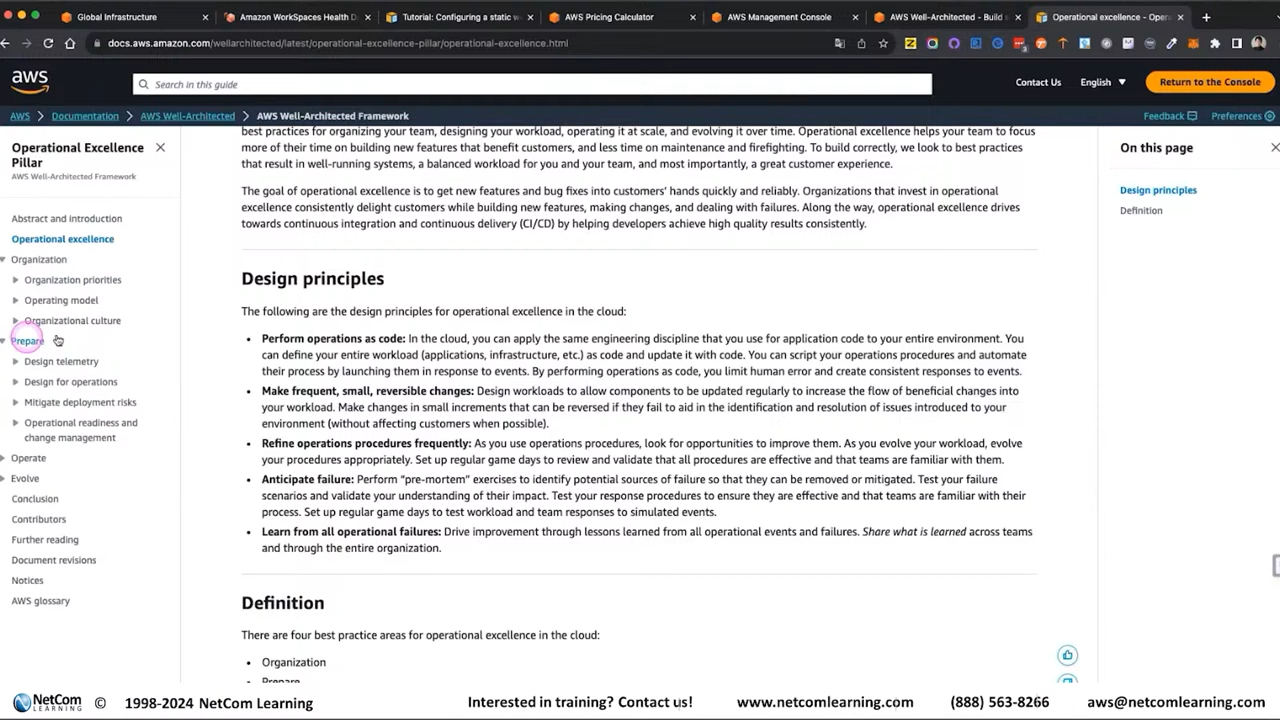 Global Infrastructure
Amazon WorkSpaces Health D
Tutorial: Configuring a static w
AWS Pricing Calculator
AWS Management Console
AWS Well-Architected - Build s
Operational excellence - Oper
docs.aws.amazon.com/wellarchitected/latest/operational-excellence-pillar/operational-excellence.html
aws
Search in this guide
Contact Us
English
Return to the Console
AWS > Documentation > AWS Well-Architected > AWS Well-Architected Framework
Feedback
Preferences
Operational Excellence
Pillar
AWS Well-Architected Framework
Abstract and introduction
Operational excellence
Organization
Organization priorities
Operating model
Organizational culture
Prepare
Design telemetry
Design for operations
Mitigate deployment risks
Operational readiness and
change management
Operate
Evolve
Conclusion
Contributors
Further reading
Document revisions
Notices
AWS glossary
best practices for organizing your team, designing your workload, operating it at scale, and evolving it over time. Operational excellence helps your team to focus
more of their time on building new features that benefit customers, and less time on maintenance and firefighting. To build correctly, we look to best practices
that result in well-running systems, a balanced workload for you and your team, and most importantly, a great customer experience.
The goal of operational excellence is to get new features and bug fixes into customers' hands quickly and reliably. Organizations that invest in operational
excellence consistently delight customers while building new features, making changes, and dealing with failures. Along the way, operational excellence drives
towards continuous integration and continuous delivery (CI/CD) by helping developers achieve high quality results consistently.
Design principles
The following are the design principles for operational excellence in the cloud:
• Perform operations as code: In the cloud, you can apply the same engineering discipline that you use for application code to your entire environment. You
can define your entire workload (applications, infrastructure, etc.) as code and update it with code. You can script your operations procedures and automate
their process by launching them in response to events. By performing operations as code, you limit human error and create consistent responses to events.
• Make frequent, small, reversible changes: Design workloads to allow components to be updated regularly to increase the flow of beneficial changes into
your workload. Make changes in small increments that can be reversed if they fail to aid in the identification and resolution of issues introduced to your
environment (without affecting customers when possible).
• Refine operations procedures frequently: As you use operations procedures, look for opportunities to improve them. As you evolve your workload, evolve
your procedures appropriately. Set up regular game days to review and validate that all procedures are effective and that teams are familiar with them.
• Anticipate failure: Perform "pre-mortem" exercises to identify potential sources of failure so that they can be removed or mitigated. Test your failure
scenarios and validate your understanding of their impact. Test your response procedures to ensure they are effective and that teams are familiar with their
process. Set up regular game days to test workload and team responses to simulated events.
• Learn from all operational failures: Drive improvement through lessons learned from all operational events and failures. Share what is learned across teams
and through the entire organization.
Definition
There are four best practice areas for operational excellence in the cloud:
• Organization
• Prepare
On this page
Design principles
Definition
NetCom
LEARNING
© 1998-2024 NetCom Learning
Interested in training? Contact us!
www.netcomlearning.com
(888) 563-8266
aws@netcomlearning.com